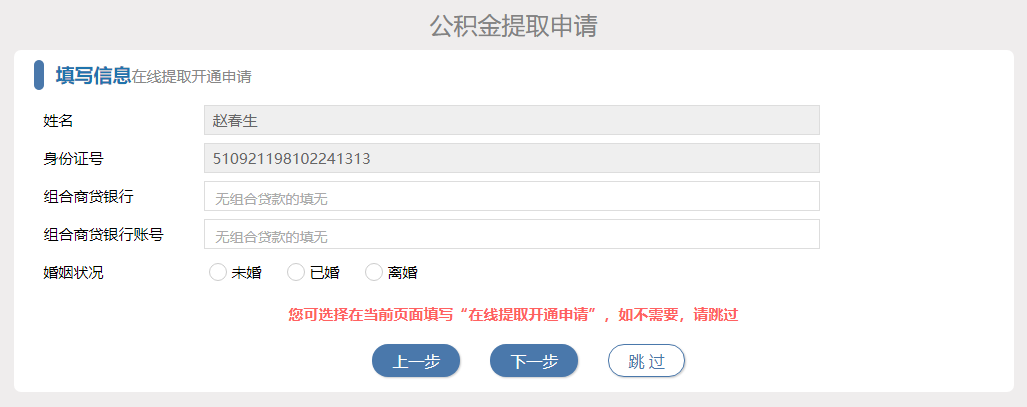 公积金提取申请
填写信息在线提取开通申请
姓名 赵春生
身份证号 510921198102241313
组合商贷银行 无组合贷款的填无
组合商贷银行账号 无组合贷款的填无
婚姻状况 未婚 已婚 离婚
您可选择在当前页面填写“在线提取开通申请”，如不需要，请跳过
上一步 下一步 跳 过